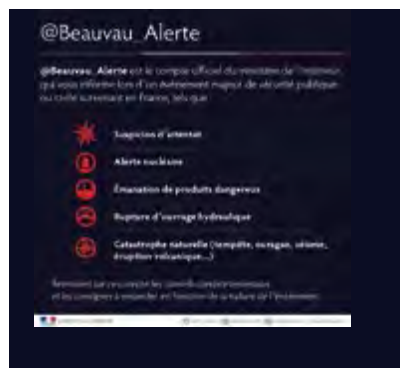 @Beauvau_Alerte
@Beauvau_Alerte est le compte officiel du ministère de l'Intérieur,
qui vous informe lors d'un événement majeur de sécurité publique
ou civile survenant en France, tels que
Suspicion d'attentat
Alerte nucléaire
Émanation de produits dangereux
Rupture d'ouvrage hydraulique
Catastrophe naturelle (tempête, ouragan, séisme,
éruption volcanique...)
Retrouvez sur ce compte les conseils comportementaux
et les consignes à respecter en fonction de la nature de l'événement